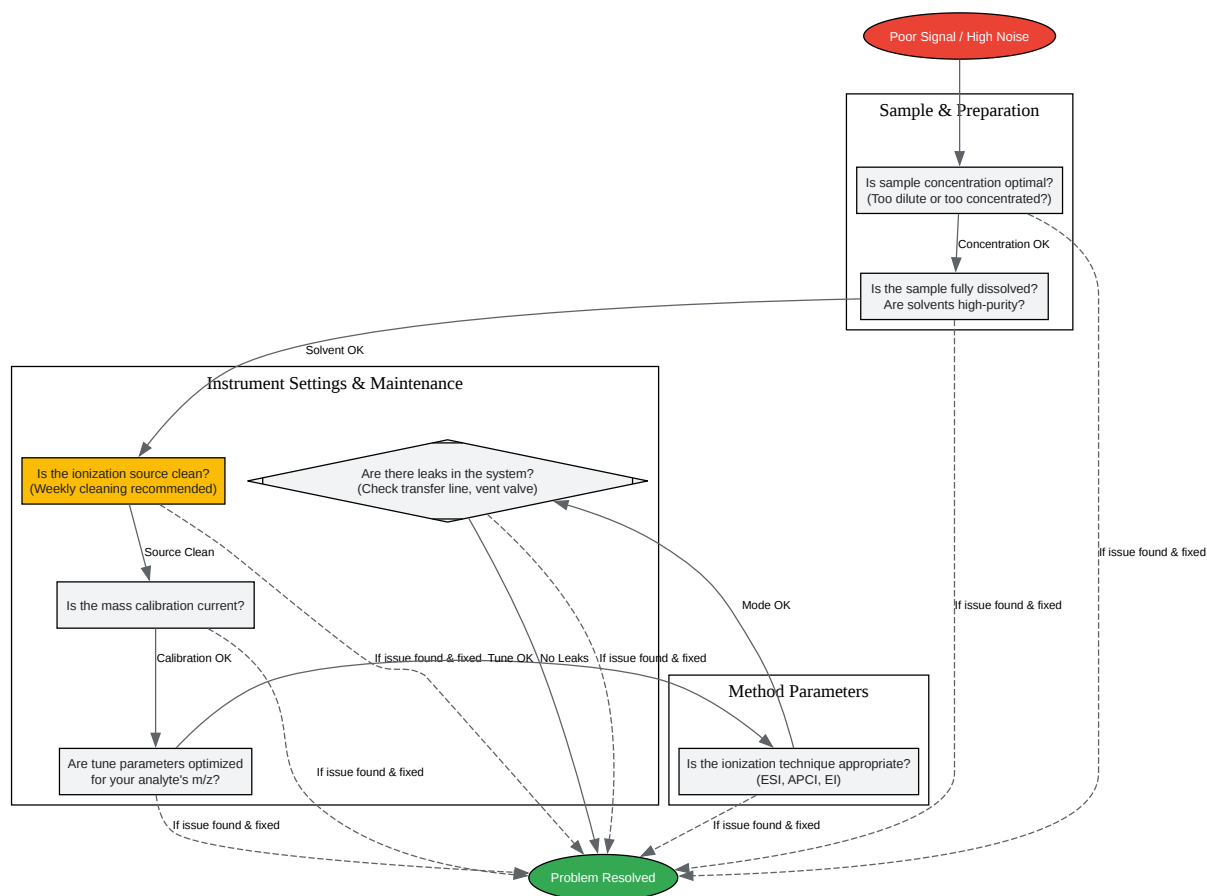 Poor Signal / High Noise
Sample & Preparation
Is sample concentration optimal?
(Too dilute or too concentrated?)
Concentration OK
Is the sample fully dissolved?
Are solvents high-purity?
Solvent OK
Instrument Settings & Maintenance
Is the ionization source clean?
(Weekly cleaning recommended)
Are there leaks in the system?
(Check transfer line, vent valve)
Source Clean
If issue found & fixed
Is the mass calibration current?
Mode OK
If issue found & fixed
Calibration OK
If issue found & fixed
Tune OK
No Leaks
If issue found & fixed
Method Parameters
Are tune parameters optimized
for your analyte's m/z?
If issue found & fixed
Is the ionization technique appropriate?
(ESI, APCI, EI)
If issue found & fixed
If issue found & fixed
Problem Resolved